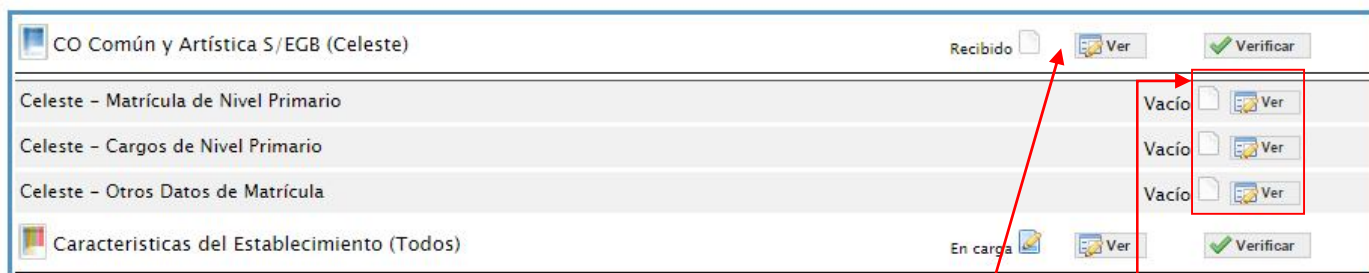 CO Común y Artística S/EGB (Celeste) Recibido Ver Verificar
Celeste - Matrícula de Nivel Primario Vacío Ver
Celeste - Cargos de Nivel Primario Vacío Ver
Celeste - Otros Datos de Matrícula Vacío Ver
Caracteristicas del Establecimiento (Todos) En carga Ver Verificar